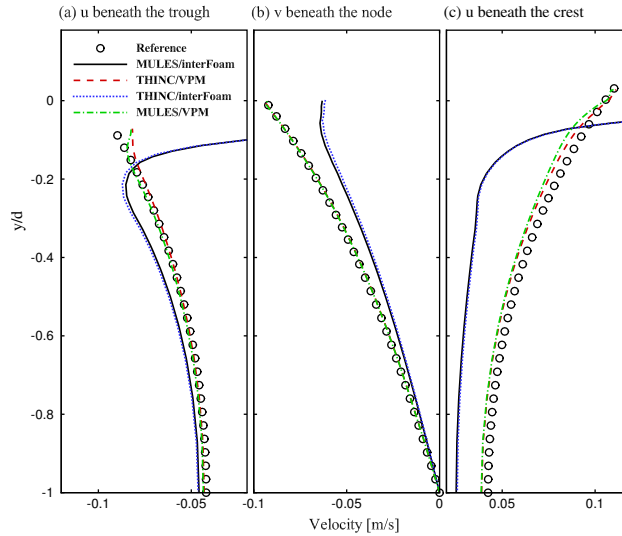 (a) u beneath the trough (b) v beneath the node (c) u beneath the crest
Reference
MULES/interFoam
THINC/VPM
THINC/interFoam
MULES/VPM
0
-0.2
-0.4
-0.6
-0.8
-1
y/d
-0.1 -0.05 -0.05 0 0.05 0.1
Velocity [m/s]